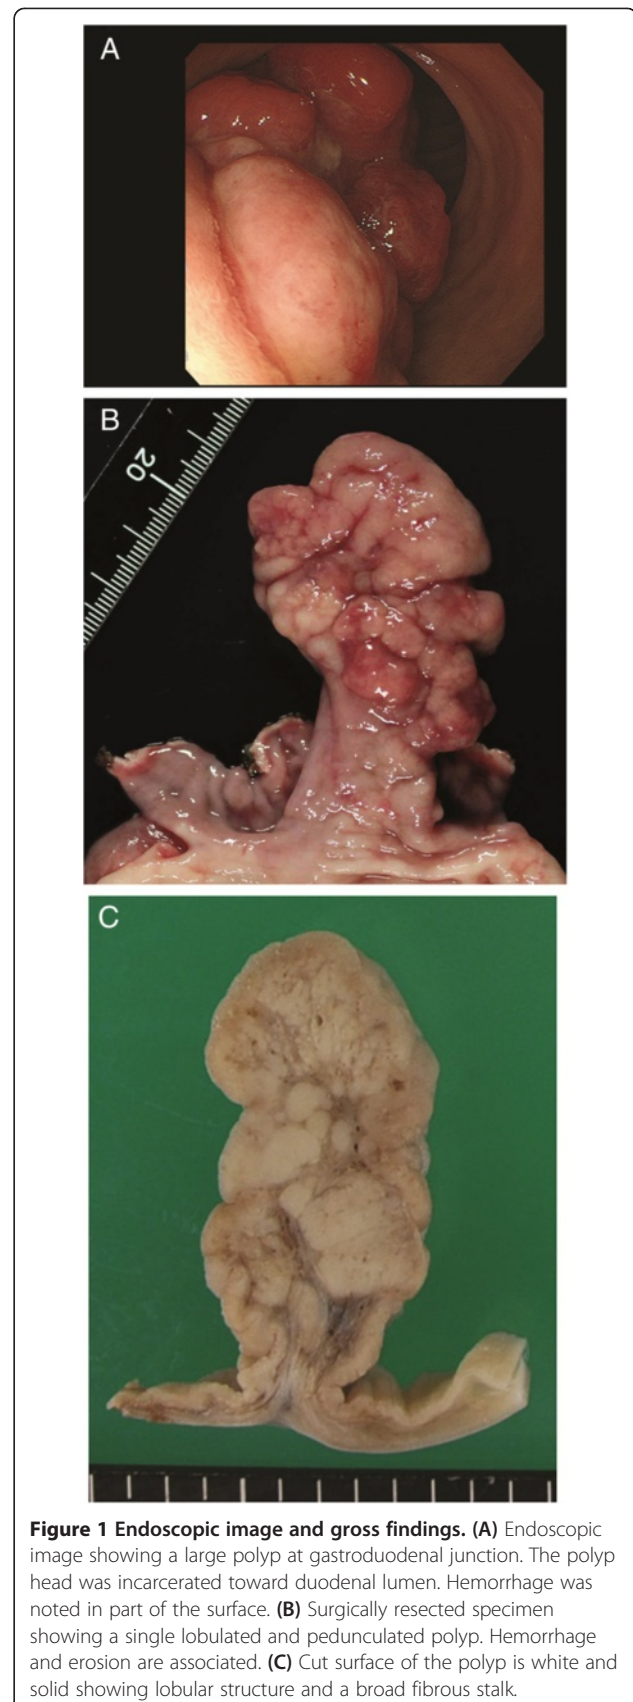 A
B
20
C
Figure 1 Endoscopic image and gross findings. (A) Endoscopic
image showing a large polyp at gastroduodenal junction. The polyp
head was incarcerated toward duodenal lumen. Hemorrhage was
noted in part of the surface. (B) Surgically resected specimen
showing a single lobulated and pedunculated polyp. Hemorrhage
and erosion are associated. (C) Cut surface of the polyp is white and
solid showing lobular structure and a broad fibrous stalk.